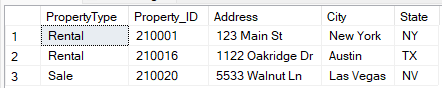 PropertyType Property_ID Address City State
1 Rental 210001 123 Main St New York NY
2 Rental 210016 1122 Oakridge Dr Austin TX
3 Sale 210020 5533 Walnut Ln Las Vegas NV